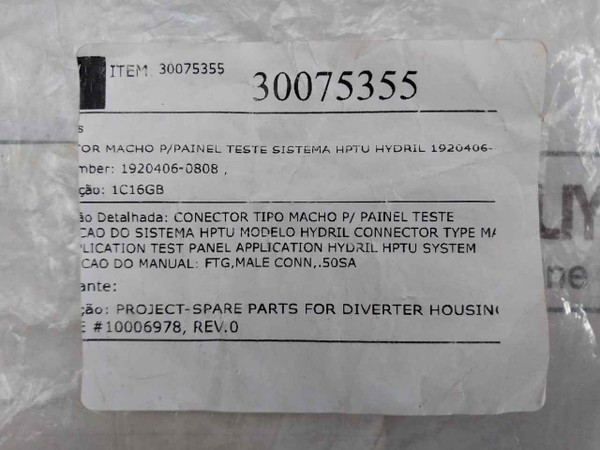 ITEM 30075355
30075355
s
TOR MACHO P/PAINEL TESTE SISTEMA HPTU HYDRIL 1920406-
mber: 1920406-0808 ,
ção: 1C16GB
ão Detalhada: CONECTOR TIPO MACHO P/ PAINEL TESTE
CAO DO SISTEMA HPTU MODELO HYDRIL CONNECTOR TYPE MA
LICATION TEST PANEL APPLICATION HYDRIL HPTU SYSTEM
CAO DO MANUAL: FTG,MALE CONN,.50SA
ante:
ção: PROJECT-SPARE PARTS FOR DIVERTER HOUSING
E #10006978, REV.0
UY
ne